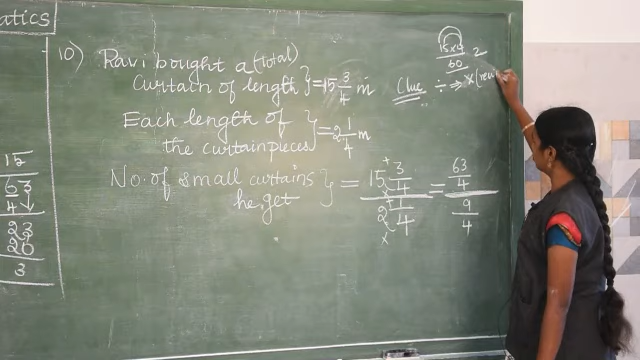 atics
10) Ravi bought a (total)
Curtain of length } = 15 3/4 m
Each length of
the curtain pieces } = 2 1/4 m
No. of small curtains
he get } = 15 3/4 / 2 1/4 = 63/4 / 9/4
Clue ÷ ⇒ ×
60
15
63
4
23
20
3